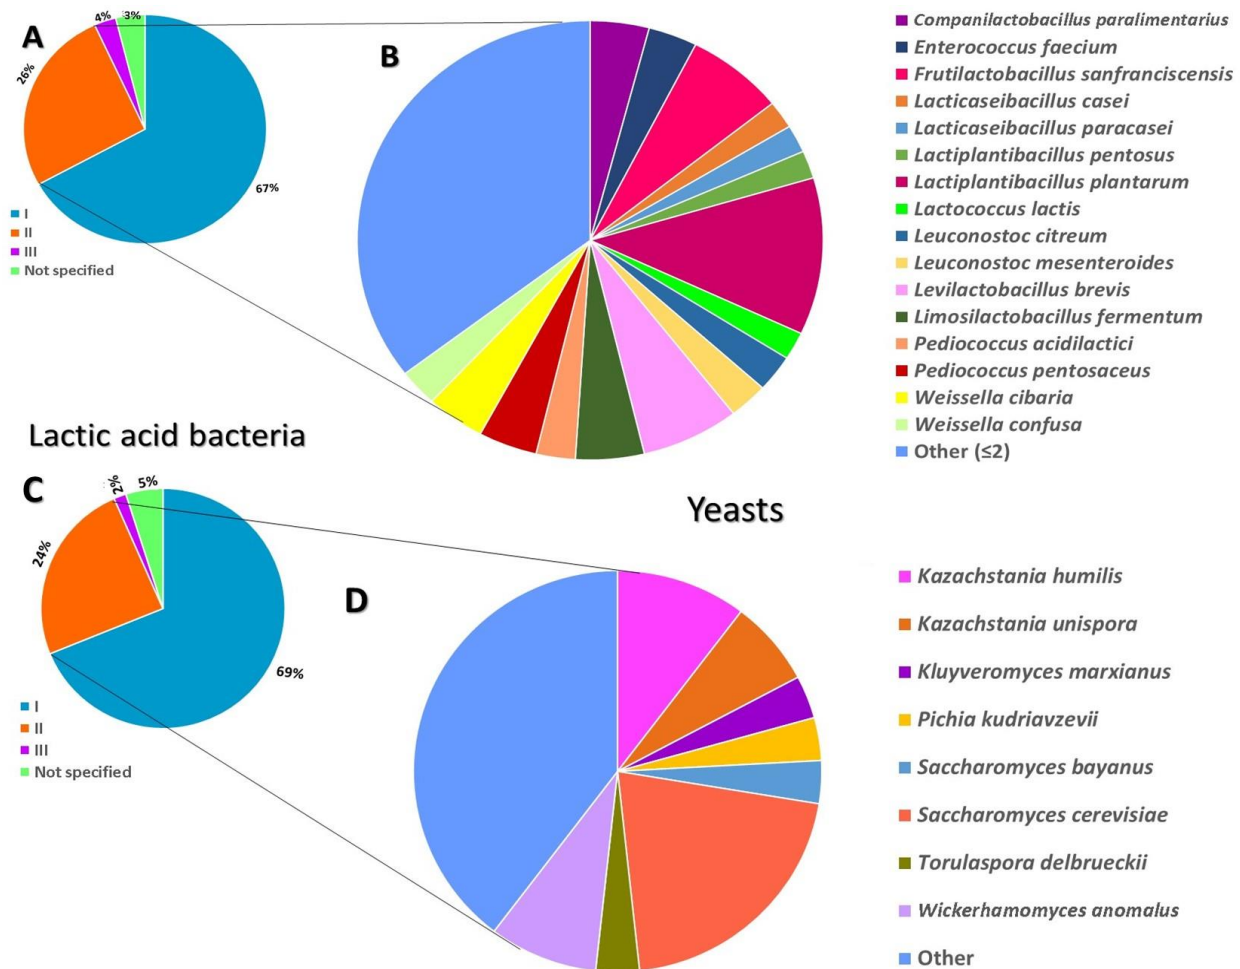 A
4%
3%
26%
67%
I
II
III
Not specified
B
Companilactobacillus paralimentarius
Enterococcus faecium
Frutilactobacillus sanfranciscensis
Lacticaseibacillus casei
Lacticaseibacillus paracasei
Lactiplantibacillus pentosus
Lactiplantibacillus plantarum
Lactococcus lactis
Leuconostoc citreum
Leuconostoc mesenteroides
Levilactobacillus brevis
Limosilactobacillus fermentum
Pediococcus acidilactici
Pediococcus pentosaceus
Weissella cibaria
Weissella confusa
Other (≤2)
Lactic acid bacteria
C
2%
5%
24%
69%
I
II
III
Not specified
Yeasts
D
Kazachstania humilis
Kazachstania unispora
Kluyveromyces marxianus
Pichia kudriavzevii
Saccharomyces bayanus
Saccharomyces cerevisiae
Torulaspora delbrueckii
Wickerhamomyces anomalus
Other